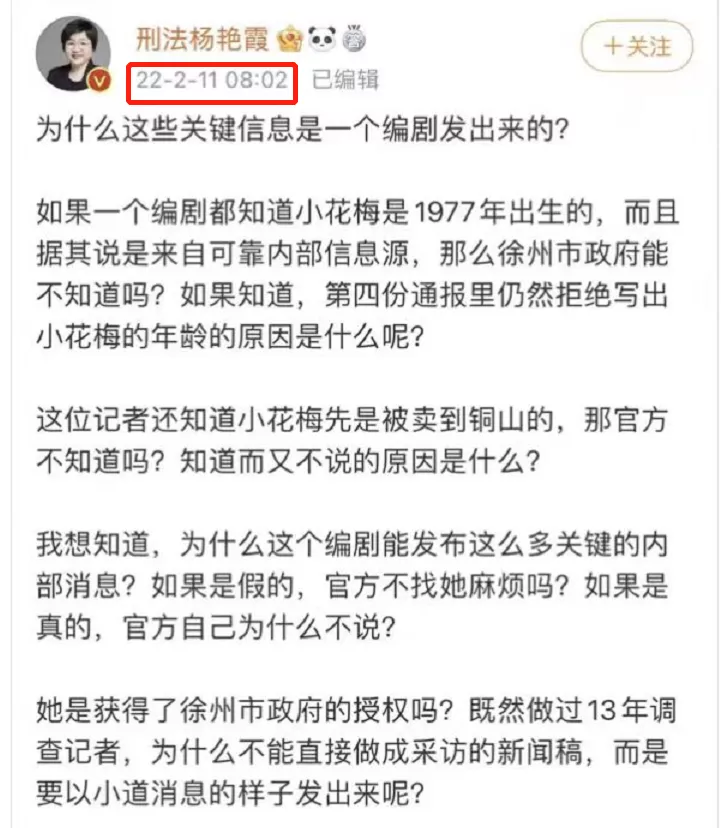 刑法杨艳霞
＋关注
22-2-11 08:02 已编辑
为什么这些关键信息是一个编剧发出来的？
如果一个编剧都知道小花梅是1977年出生的，而且
据其说是来自可靠内部信息源，那么徐州市政府能
不知道吗？如果知道，第四份通报里仍然拒绝写出
小花梅的年龄的原因是什么呢？
这位记者还知道小花梅先是被卖到铜山的，那官方
不知道吗？知道而又不说的原因是什么？
我想知道，为什么这个编剧能发布这么多关键的内
部消息？如果是假的，官方不找她麻烦吗？如果是
真的，官方自己为什么不说？
她是获得了徐州市政府的授权吗？既然做过13年调
查记者，为什么不能直接做成采访的新闻稿，而是
要以小道消息的样子发出来呢？